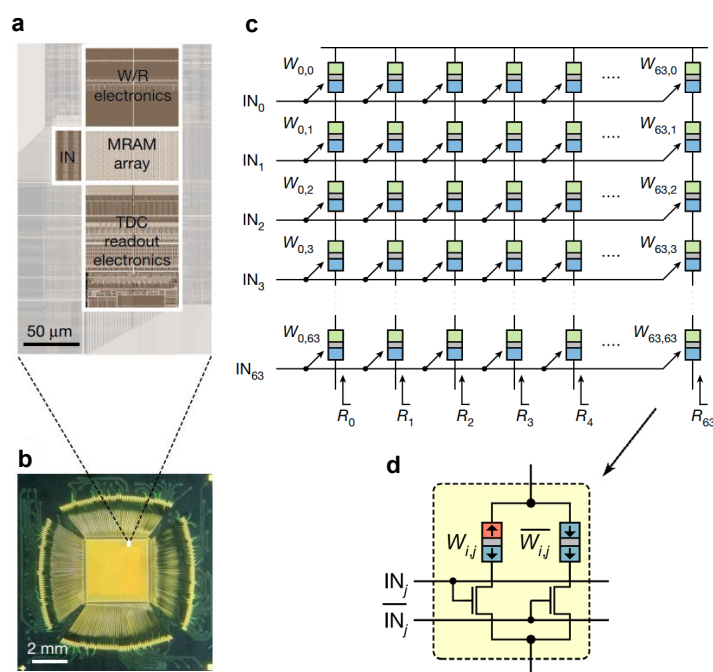 a
W/R
electronics
IN
MRAM
array
TDC
readout
electronics
50 μm
b
2 mm
c
W0,0 .... W63,0
IN0
W0,1 W63,1
IN1 ....
W0,2 W63,2
IN2 ....
W0,3 W63,3
IN3 ....
W0,63 W63,63
IN63 ....
R0 R1 R2 R3 R4 R63
d
Wi,j W̅i,j
INj
I̅N̅j